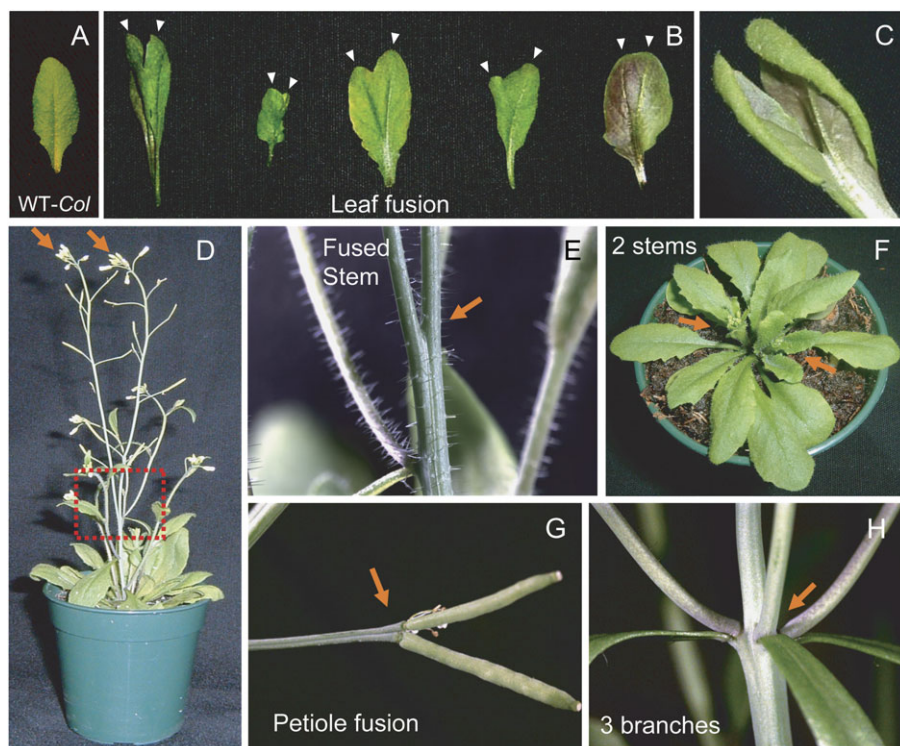 A
WT-Col
B
Leaf fusion
C
D
E
Fused
Stem
F
2 stems
G
Petiole fusion
H
3 branches